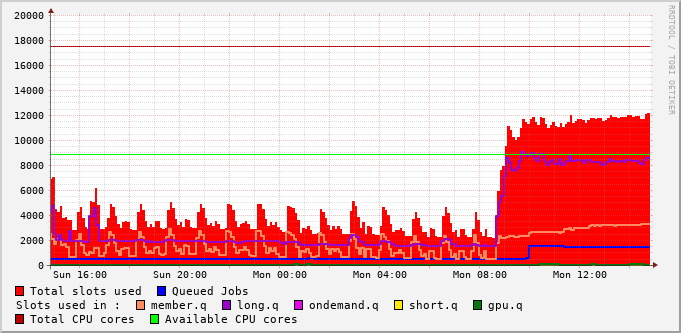 20000
18000
16000
14000
12000
10000
8000
6000
4000
2000
0
Sun 16:00 Sun 20:00 Mon 00:00 Mon 04:00 Mon 08:00 Mon 12:00
RRDTOOL / TOBI OETIKER
Total slots used Queued Jobs
Slots used in : member.q long.q ondemand.q short.q gpu.q
Total CPU cores Available CPU cores